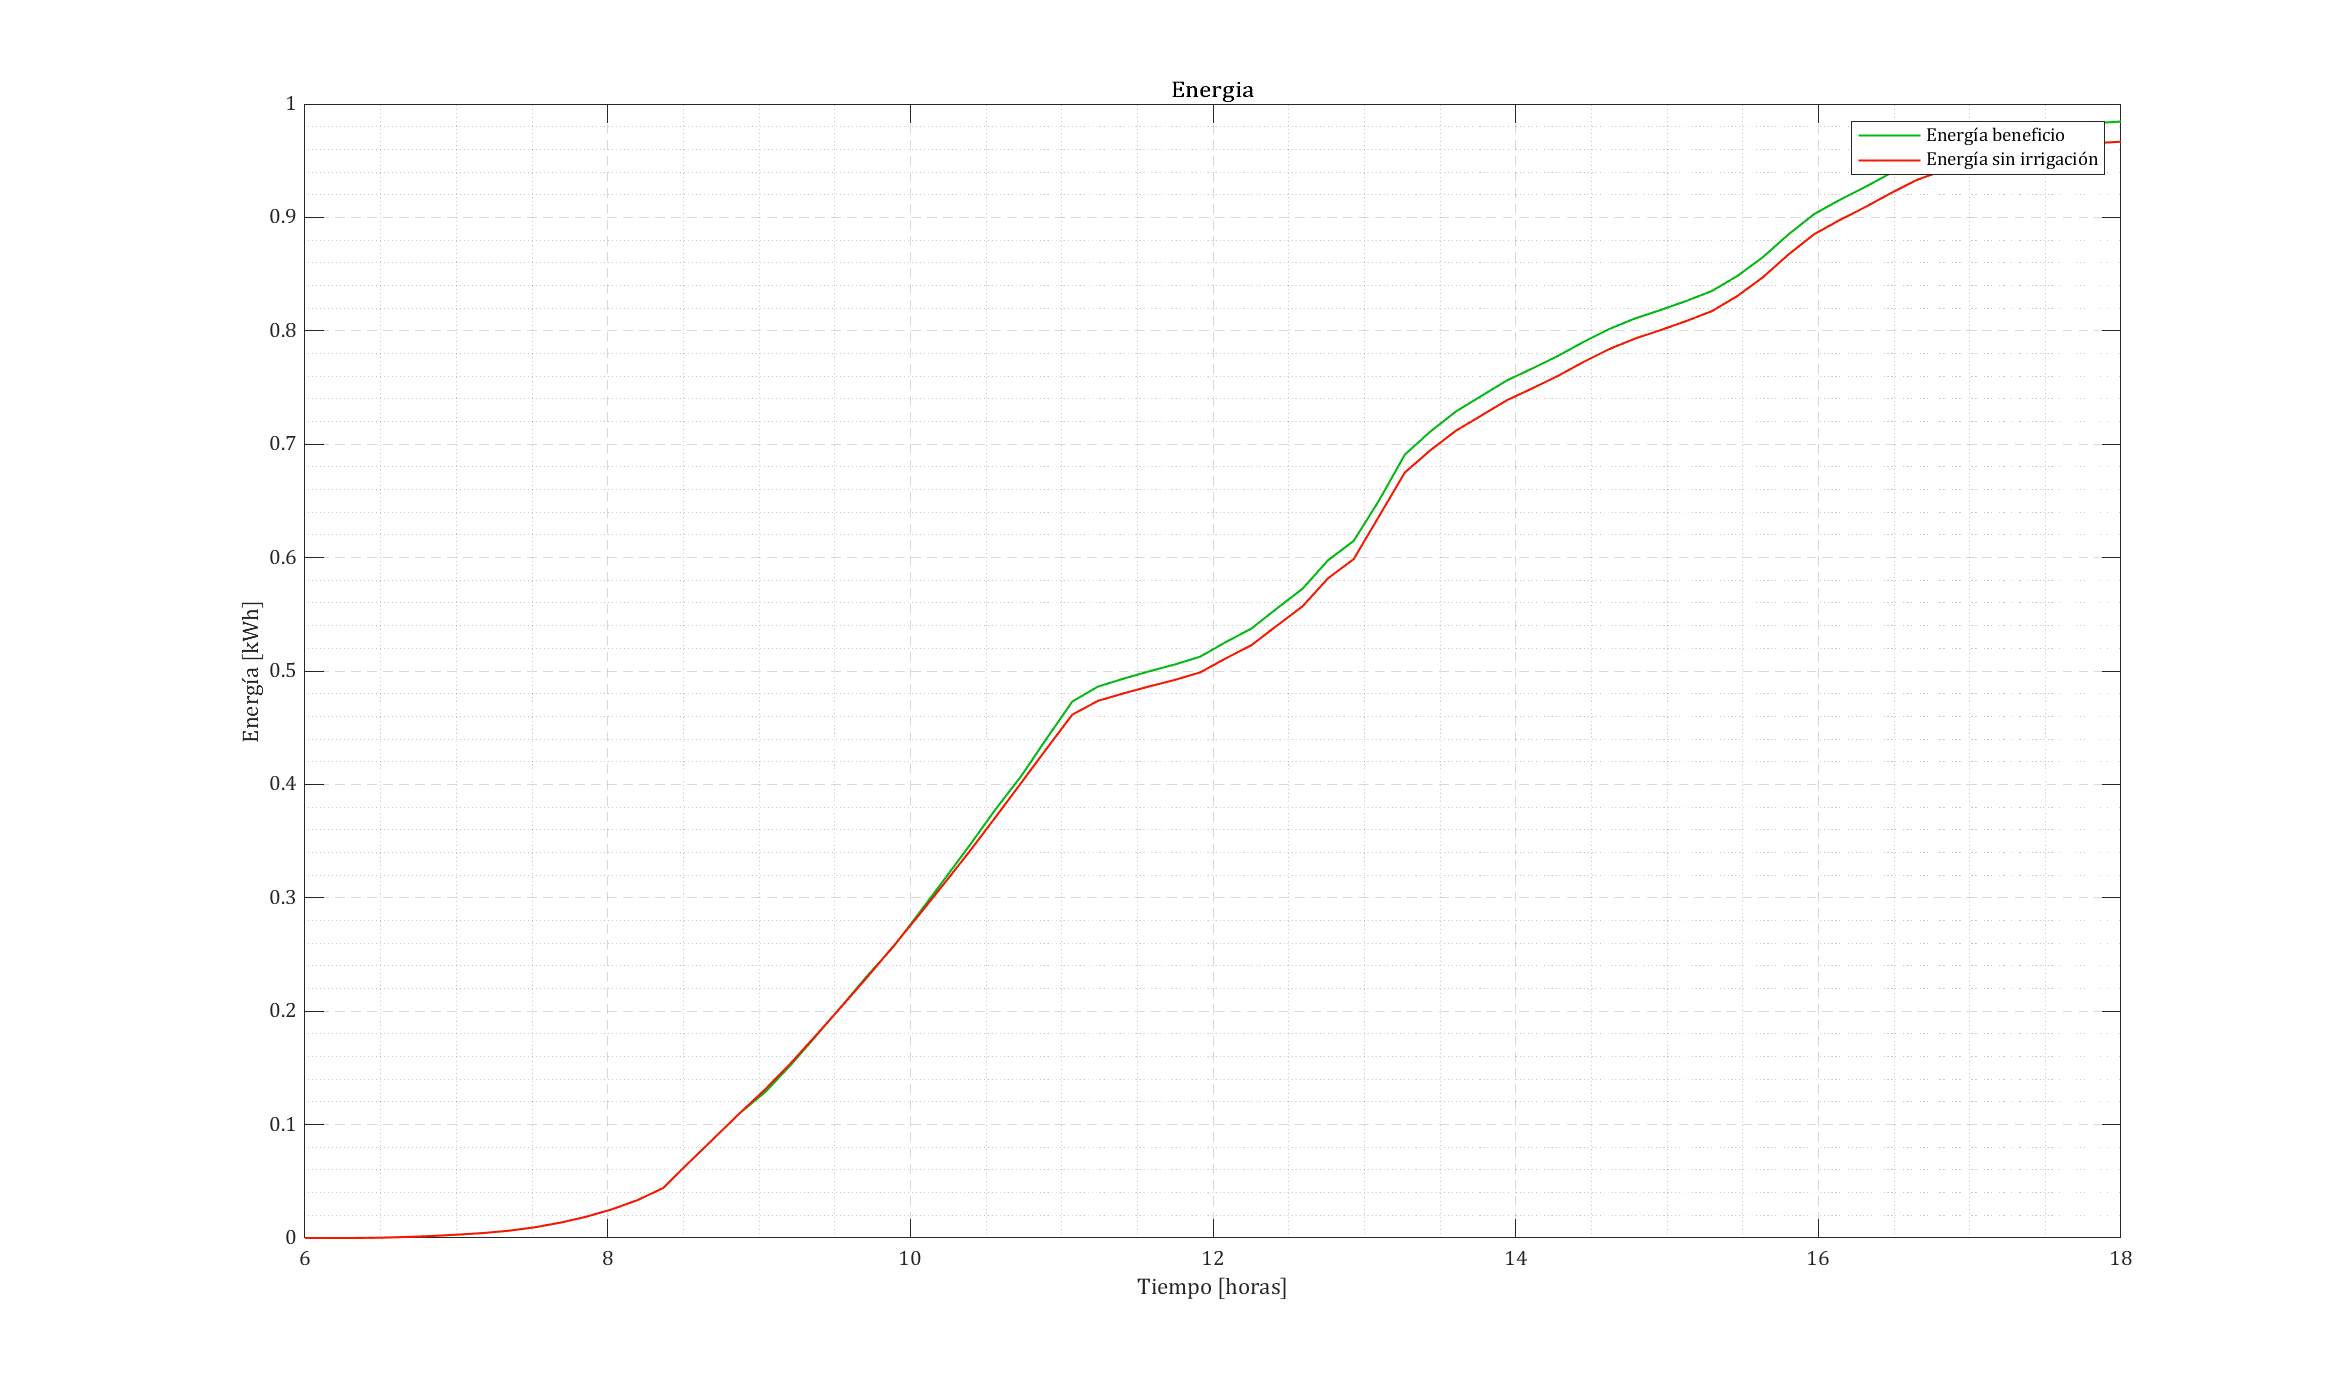 Energia
1
0.9
0.8
0.7
0.6
0.5
0.4
0.3
0.2
0.1
0
Energía [kWh]
Energía beneficio
Energía sin irrigación
6 8 10 12 14 16 18
Tiempo [horas]